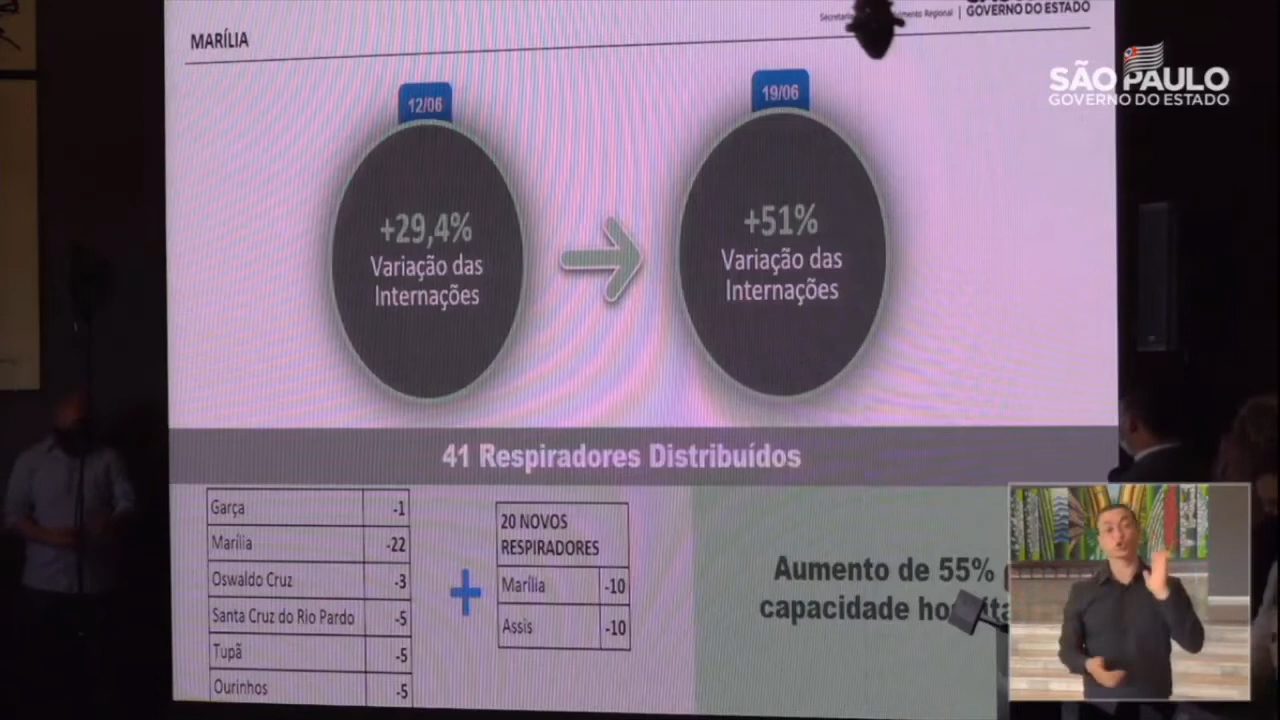 MARÍLIA
GOVERNO DO ESTADO
SÃO PAULO
GOVERNO DO ESTADO
12/06
19/06
+29,4%
Variação das
Internações
+51%
Variação das
Internações
41 Respiradores Distribuídos
Garça -1
Marília -22
Oswaldo Cruz -3
Santa Cruz do Rio Pardo -5
Tupã -5
Ourinhos -5
20 NOVOS
RESPIRADORES
Marília -10
Assis -10
Aumento de 55%
capacidade